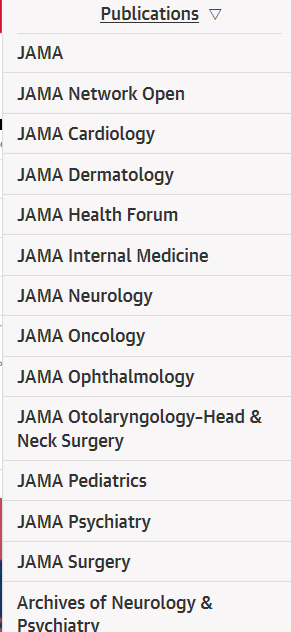 Publications
JAMA
JAMA Network Open
JAMA Cardiology
JAMA Dermatology
JAMA Health Forum
JAMA Internal Medicine
JAMA Neurology
JAMA Oncology
JAMA Ophthalmology
JAMA Otolaryngology–Head &
Neck Surgery
JAMA Pediatrics
JAMA Psychiatry
JAMA Surgery
Archives of Neurology &
Psychiatry